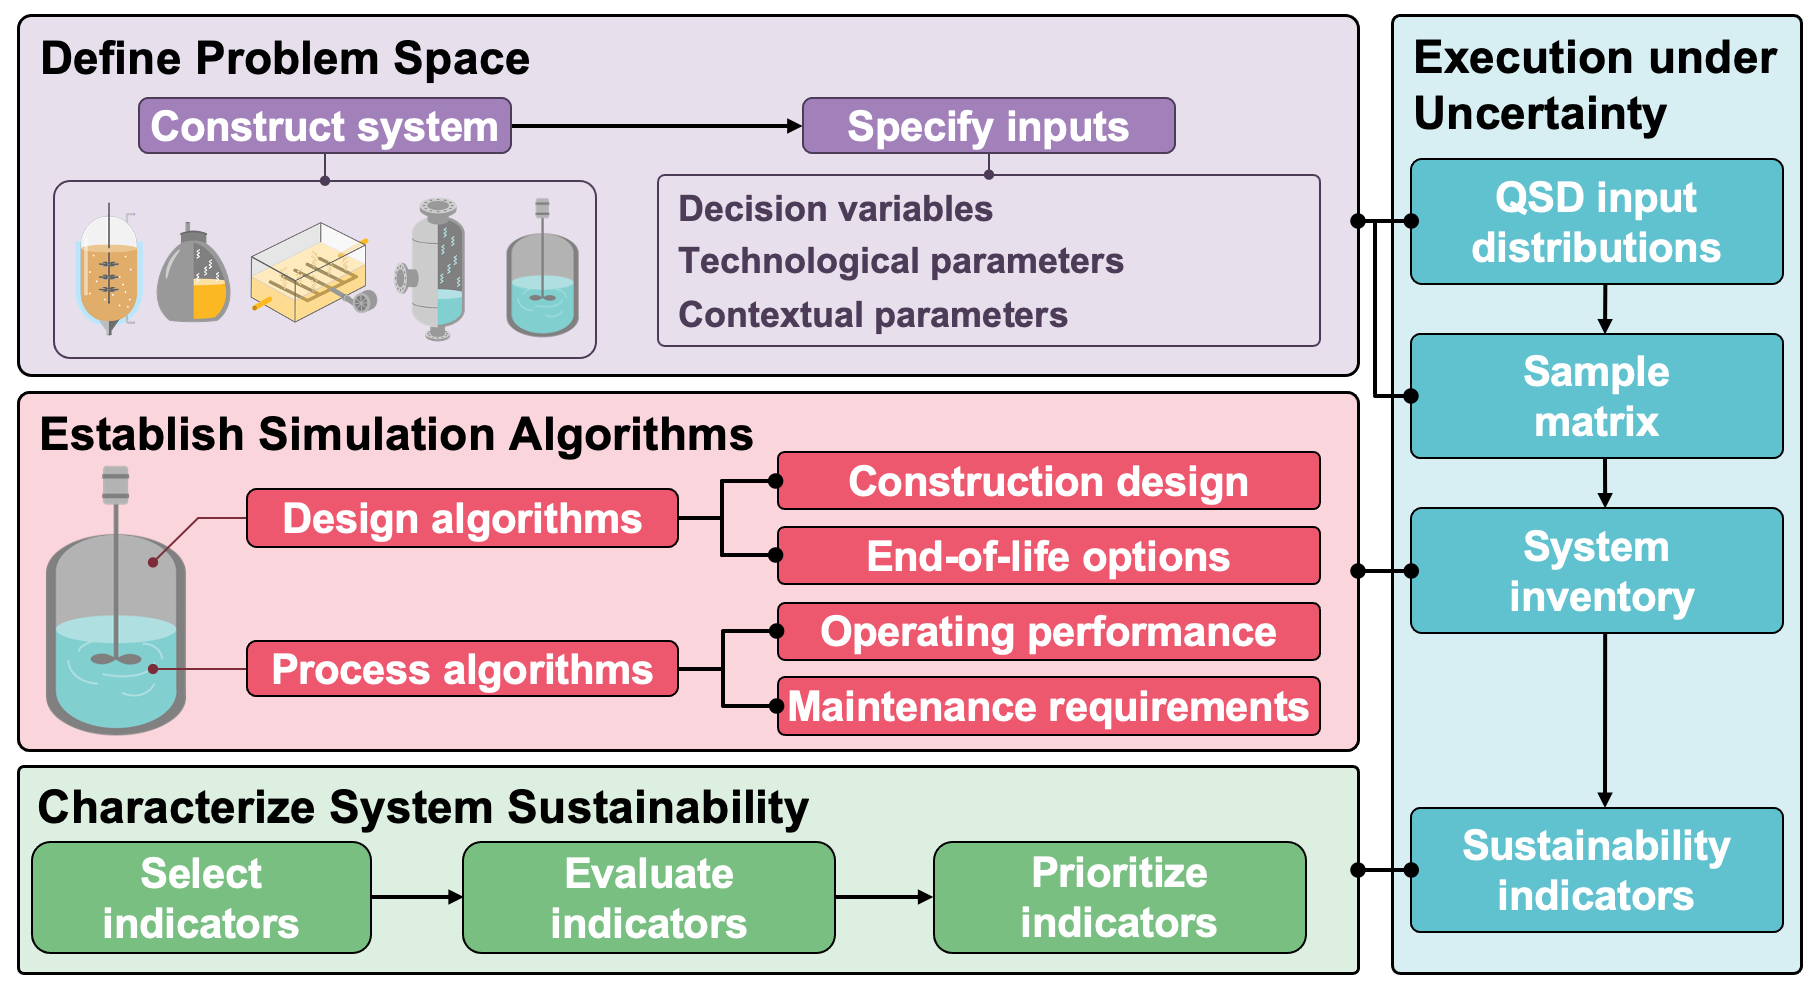 Define Problem Space
Construct system
Specify inputs
Decision variables
Technological parameters
Contextual parameters
Establish Simulation Algorithms
Design algorithms
Construction design
End-of-life options
Process algorithms
Operating performance
Maintenance requirements
Characterize System Sustainability
Select
indicators
Evaluate
indicators
Prioritize
indicators
Execution under
Uncertainty
QSD input
distributions
Sample
matrix
System
inventory
Sustainability
indicators